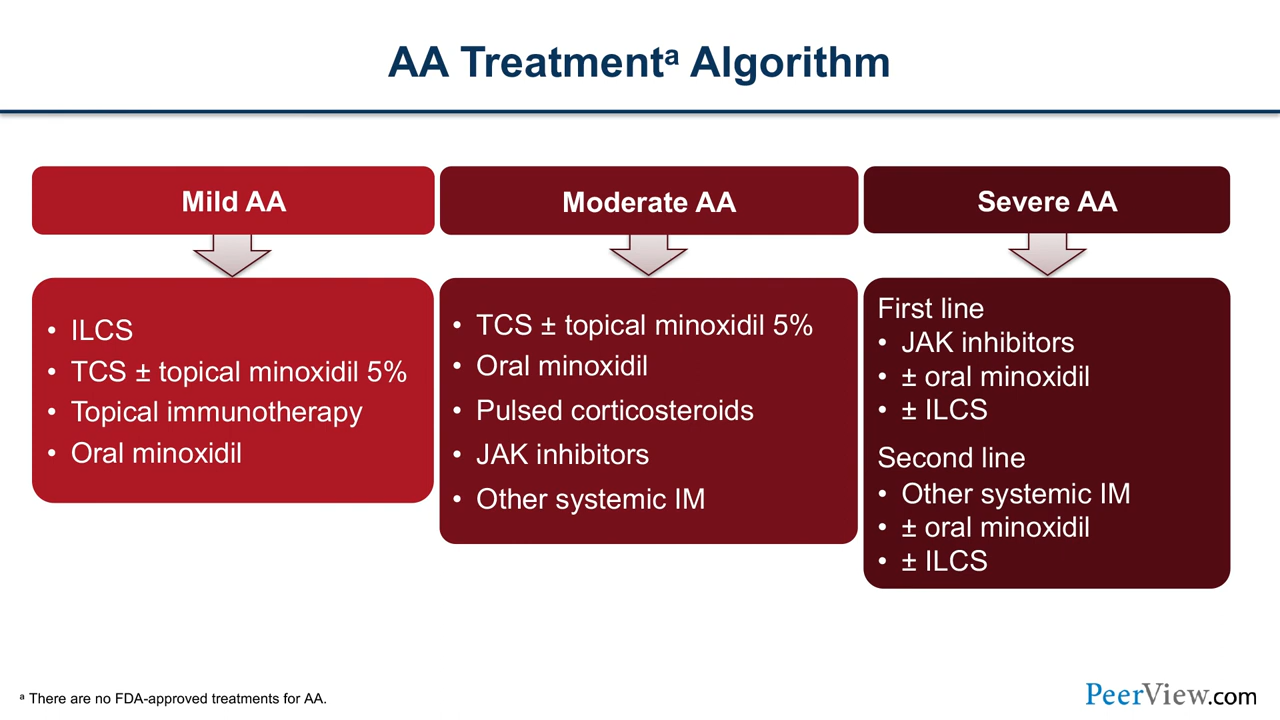 AA Treatmentᵃ Algorithm
Mild AA
• ILCS
• TCS ± topical minoxidil 5%
• Topical immunotherapy
• Oral minoxidil
Moderate AA
• TCS ± topical minoxidil 5%
• Oral minoxidil
• Pulsed corticosteroids
• JAK inhibitors
• Other systemic IM
Severe AA
First line
• JAK inhibitors
• ± oral minoxidil
• ± ILCS
Second line
• Other systemic IM
• ± oral minoxidil
• ± ILCS
ᵃ There are no FDA-approved treatments for AA.
PeerView.com